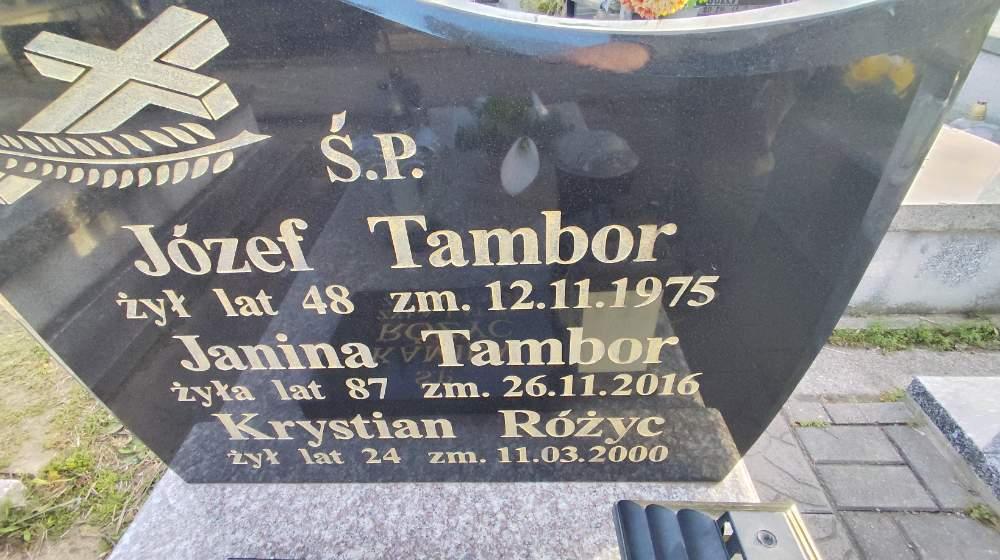 Ś.P.
Józef Tambor
żył lat 48 zm. 12.11.1975
Janina Tambor
żyła lat 87 zm. 26.11.2016
Krystian Różyc
żył lat 24 zm. 11.03.2000